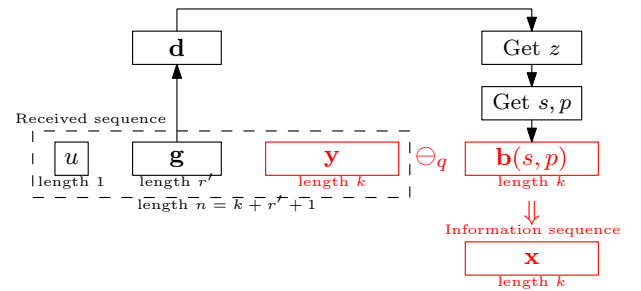 d
Get z
Get s, p
Received sequence
u
g
y
⊖q
b(s, p)
length 1
length r′
length k
length k
length n = k + r′ + 1
⇓
Information sequence
x
length k